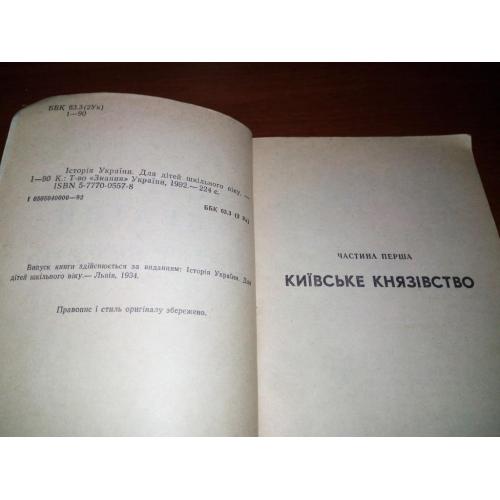 ББК 63.3(2Ук)
І—90
Історія України. Для дітей шкільного віку. —
І—90 К.: Т-во «Знання» України, 1992.— 224 с.
ISBN 5-7770-0557-8
ББК 63.3 (2 Ук)
Випуск книги здійснюється за виданням: Історія України. Для
дітей шкільного віку.— Львів, 1934.
Правопис і стиль оригіналу збережено.
ЧАСТИНА ПЕРША
КИЇВСЬКЕ КНЯЗІВСТВО